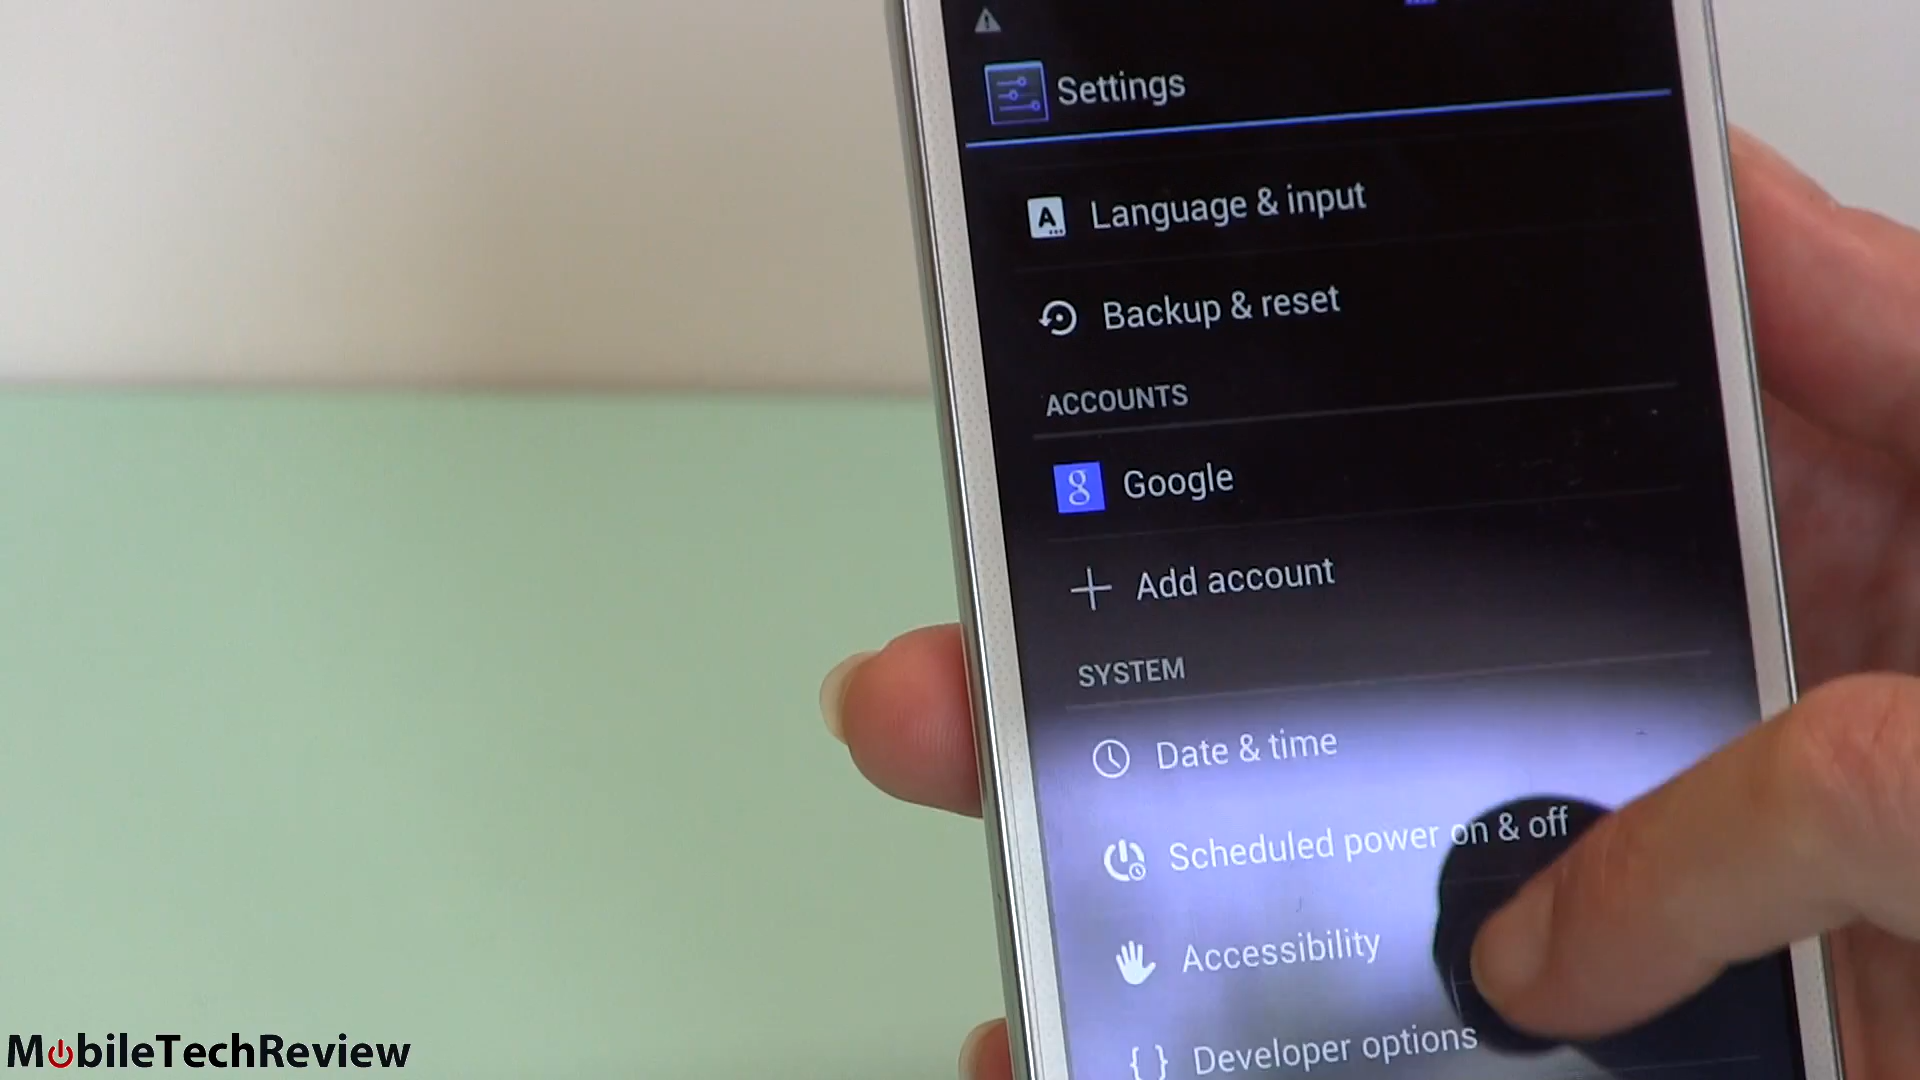 Settings
Language & input
Backup & reset
ACCOUNTS
Google
Add account
SYSTEM
Date & time
Scheduled power on & off
Accessibility
Developer options
MobileTechReview